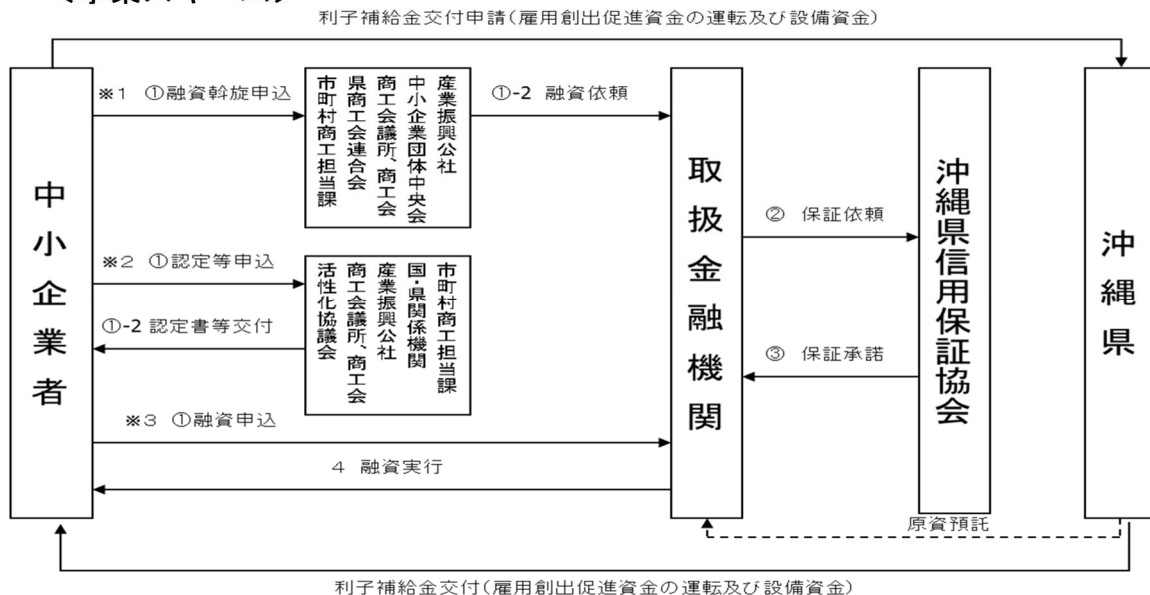 利子補給金交付申請(雇用創出促進資金の運転及び設備資金)
中小企業者
※1 ①融資斡旋申込
産業振興公社
中小企業団体中央会
商工会議所、商工会
県商工会連合会
市町村商工担当課
①-2 融資依頼
取扱金融機関
沖縄県信用保証協会
沖縄県
② 保証依頼
※2 ①認定等申込
①-2 認定書等交付
市町村商工担当課
国・県関係機関
産業振興公社
商工会議所、商工会
活性化協議会
③ 保証承諾
※3 ①融資申込
4 融資実行
原資預託
利子補給金交付(雇用創出促進資金の運転及び設備資金)